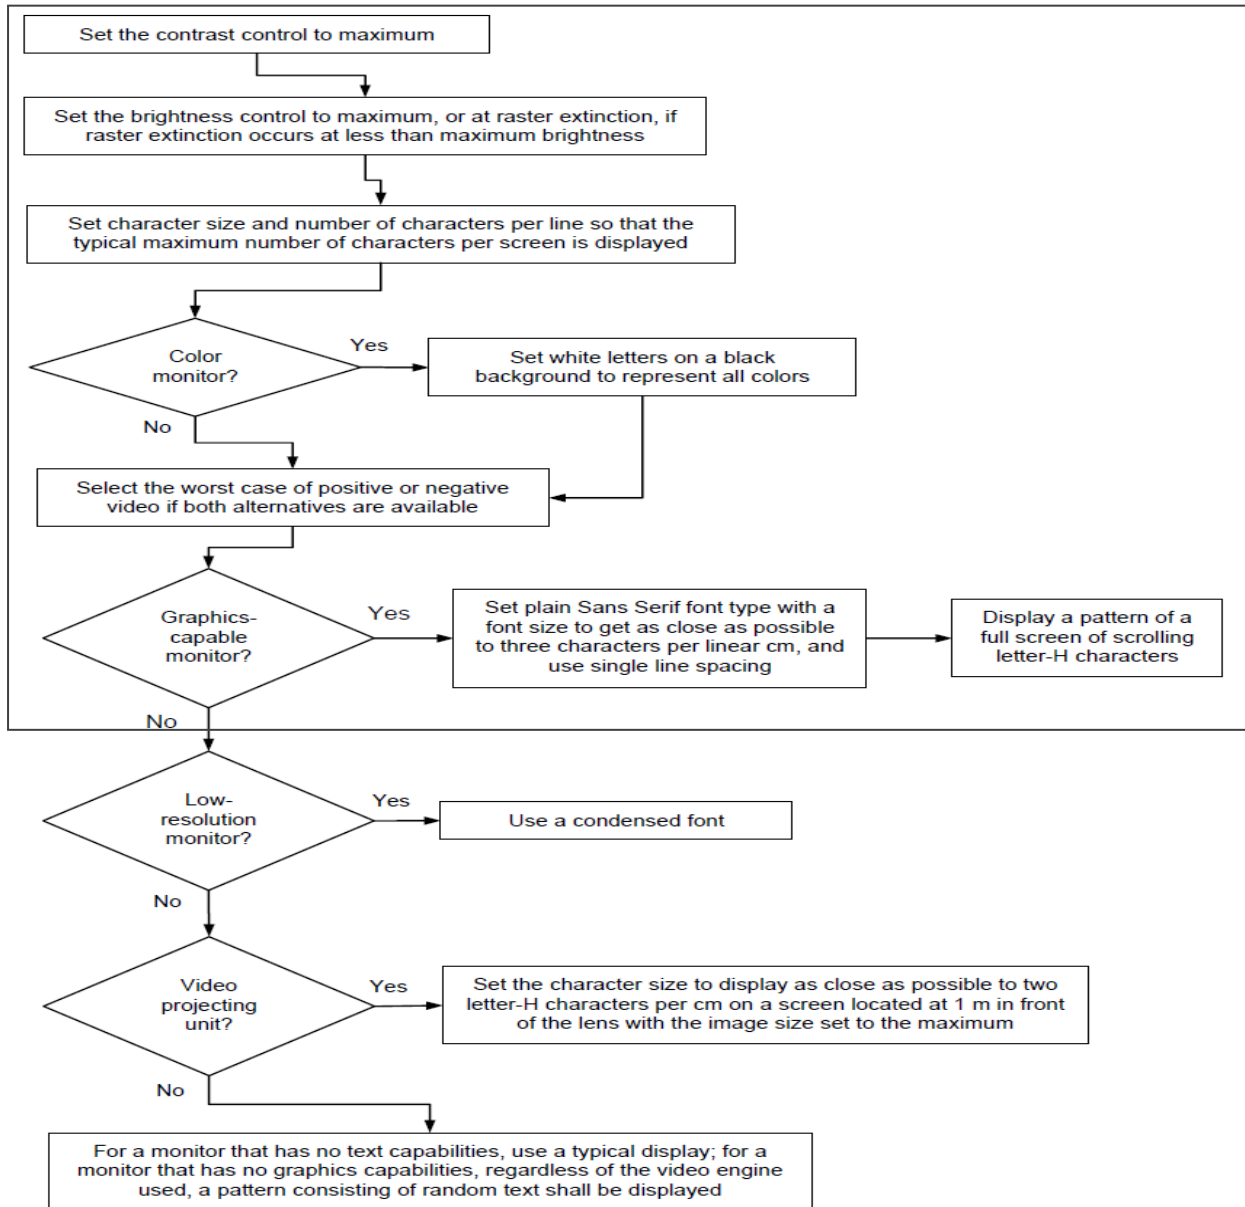 Set the contrast control to maximum
Set the brightness control to maximum, or at raster extinction, if
raster extinction occurs at less than maximum brightness
Set character size and number of characters per line so that the
typical maximum number of characters per screen is displayed
Color
monitor?
Yes
Set white letters on a black
background to represent all colors
No
Select the worst case of positive or negative
video if both alternatives are available
Graphics-
capable
monitor?
Yes
Set plain Sans Serif font type with a
font size to get as close as possible
to three characters per linear cm, and
use single line spacing
Display a pattern of a
full screen of scrolling
letter-H characters
No
Low-
resolution
monitor?
Yes
Use a condensed font
No
Video
projecting
unit?
Yes
Set the character size to display as close as possible to two
letter-H characters per cm on a screen located at 1 m in front
of the lens with the image size set to the maximum
No
For a monitor that has no text capabilities, use a typical display; for a
monitor that has no graphics capabilities, regardless of the video engine
used, a pattern consisting of random text shall be displayed